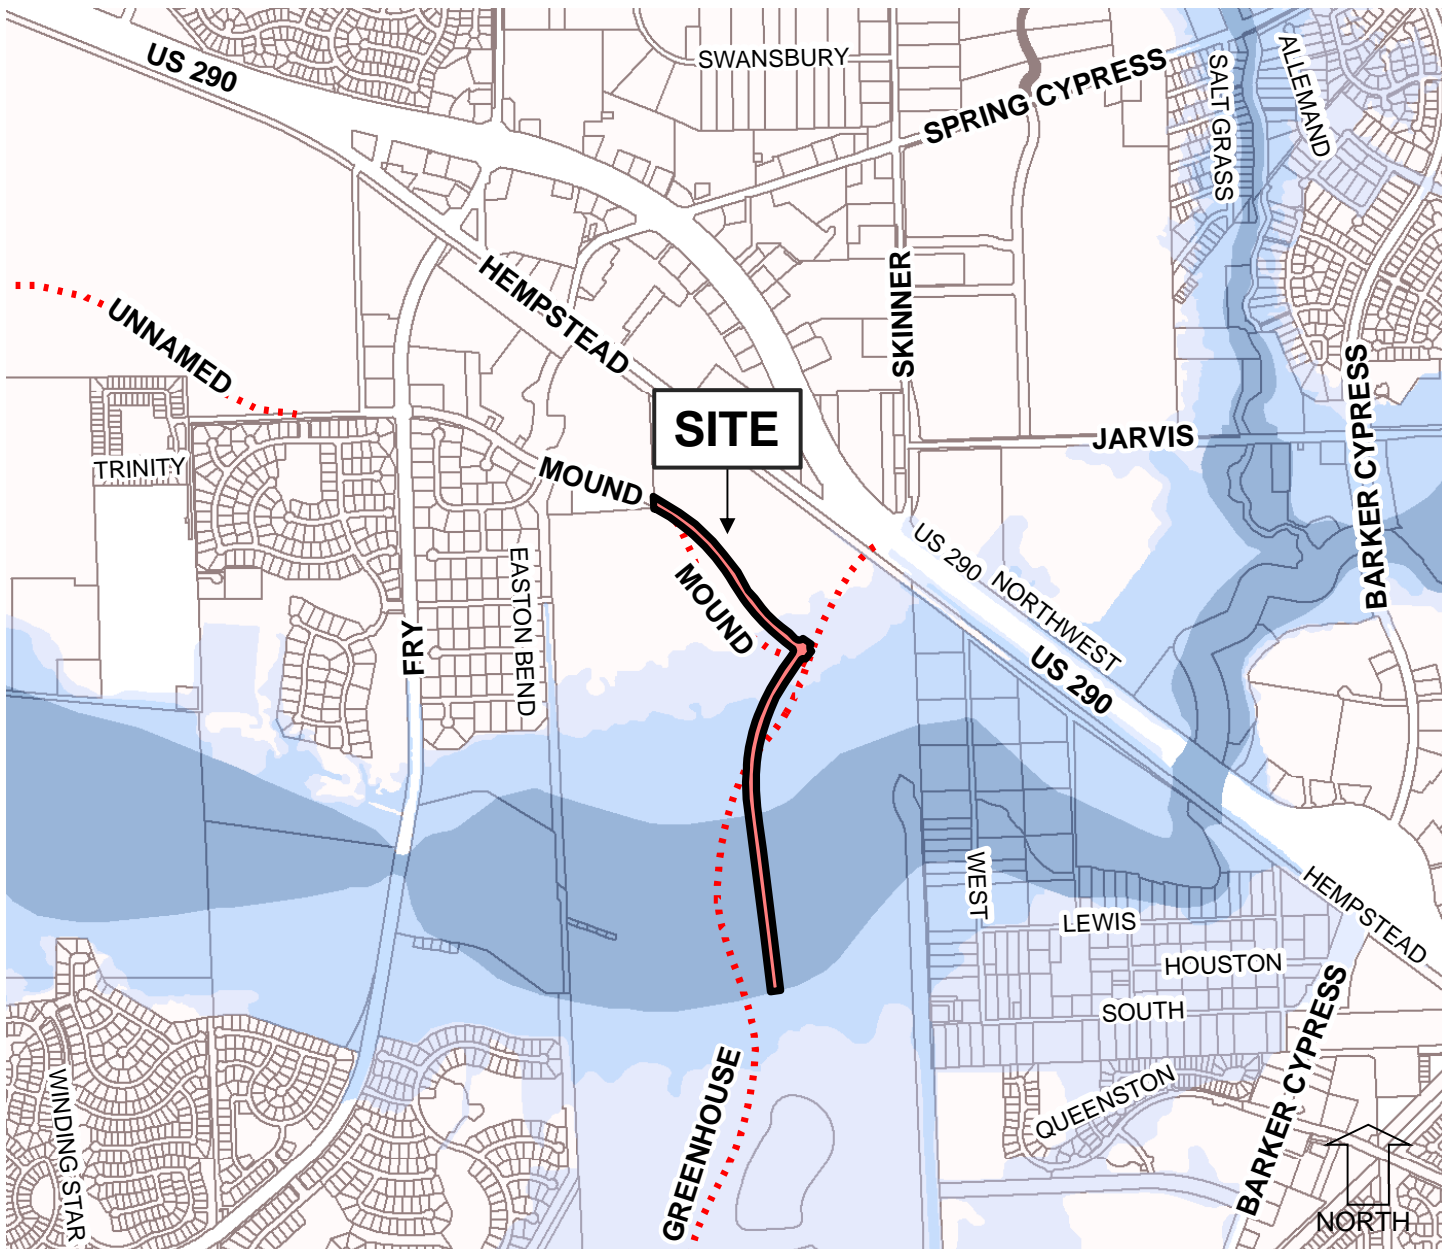 US 290
SWANSBURY
SPRING CYPRESS
SALT GRASS
ALLEMAND
UNNAMED
HEMPSTEAD
SKINNER
BARKER CYPRESS
SITE
JARVIS
TRINITY
MOUND
MOUND
EASTON BEND
FRY
US 290
NORTHWEST
US 290
WEST
LEWIS
HEMPSTEAD
HOUSTON
SOUTH
BARKER CYPRESS
QUEENSTON
GREENHOUSE
WINDING STAR
NORTH